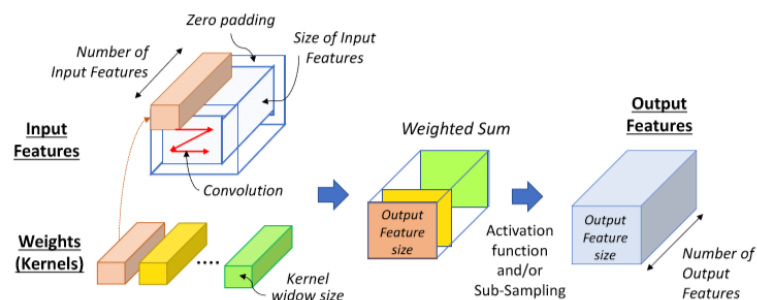 Zero padding
Number of
Input Features
Size of Input
Features
Input
Features
Convolution
Weights
(Kernels)
....
Kernel
widow size
Weighted Sum
Output
Feature
size
Activation
function
and/or
Sub-Sampling
Output
Features
Output
Feature
size
Number of
Output
Features